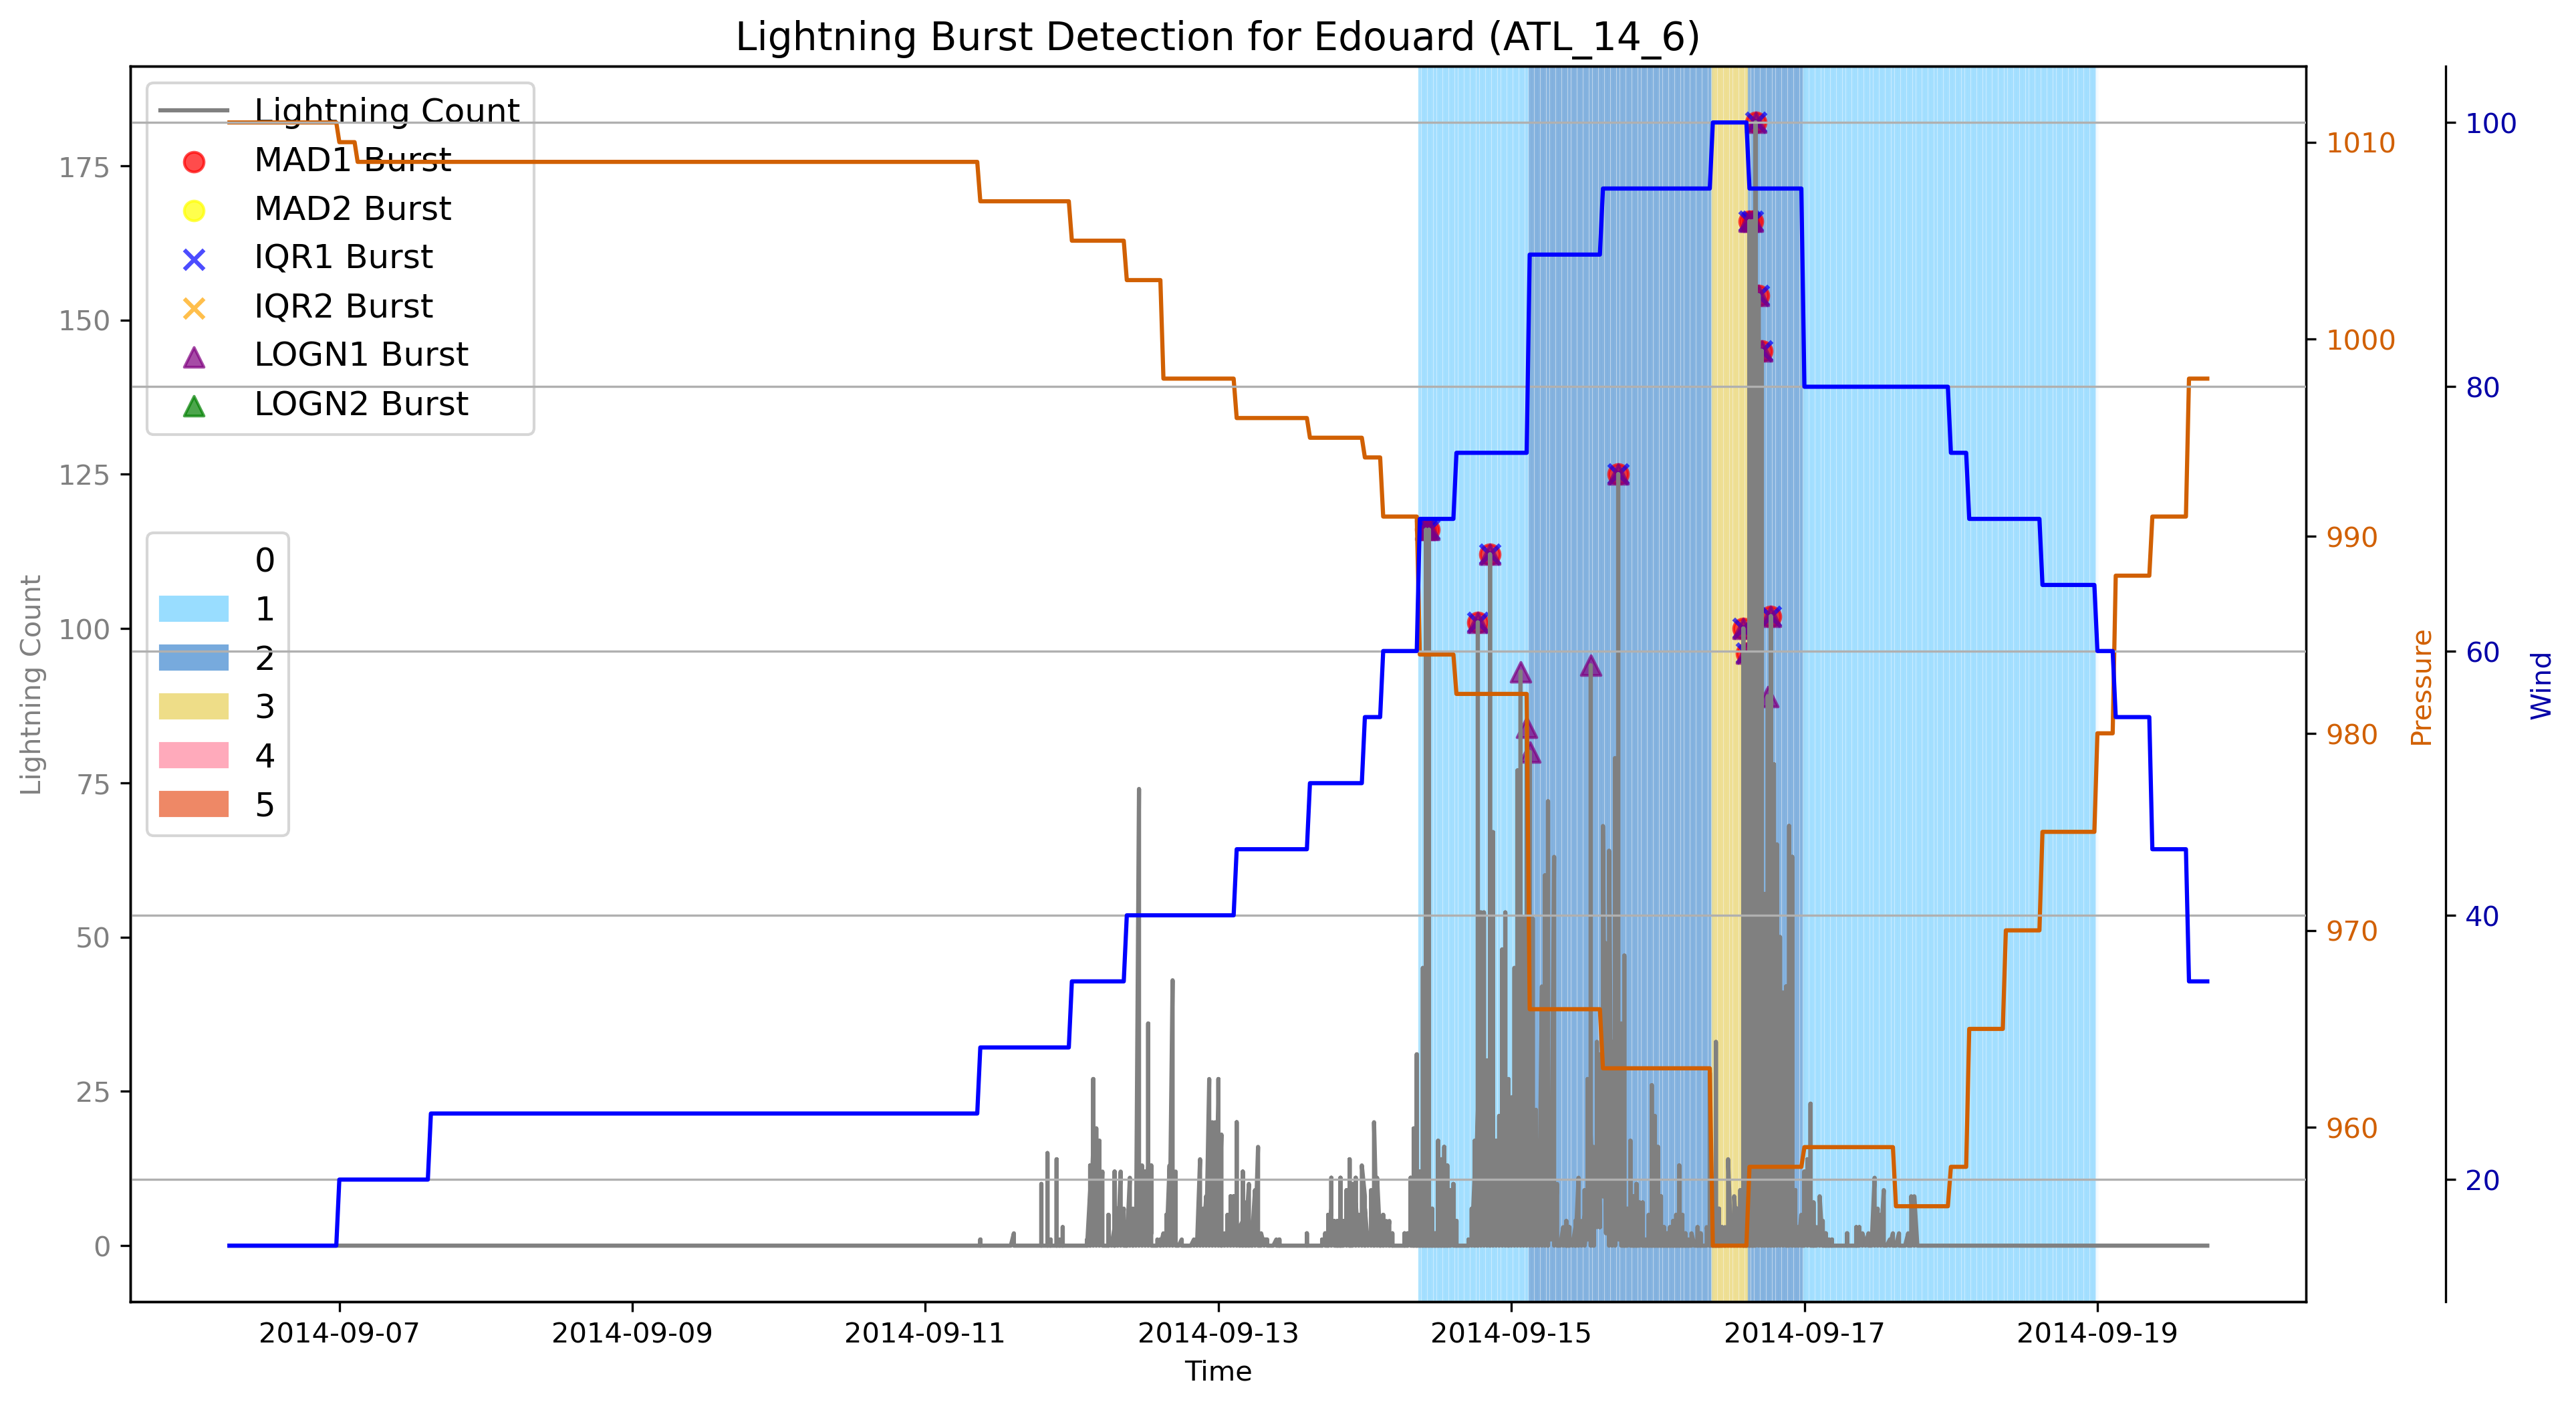 Lightning Burst Detection for Edouard (ATL_14_6)
Lightning Count
MAD1 Burst
MAD2 Burst
IQR1 Burst
IQR2 Burst
LOGN1 Burst
LOGN2 Burst
0
1
2
3
4
5
Lightning Count
175
150
125
100
75
50
25
0
1010
1000
990
980
970
960
Pressure
100
80
60
40
20
Wind
2014-09-07
2014-09-09
2014-09-11
2014-09-13
2014-09-15
2014-09-17
2014-09-19
Time